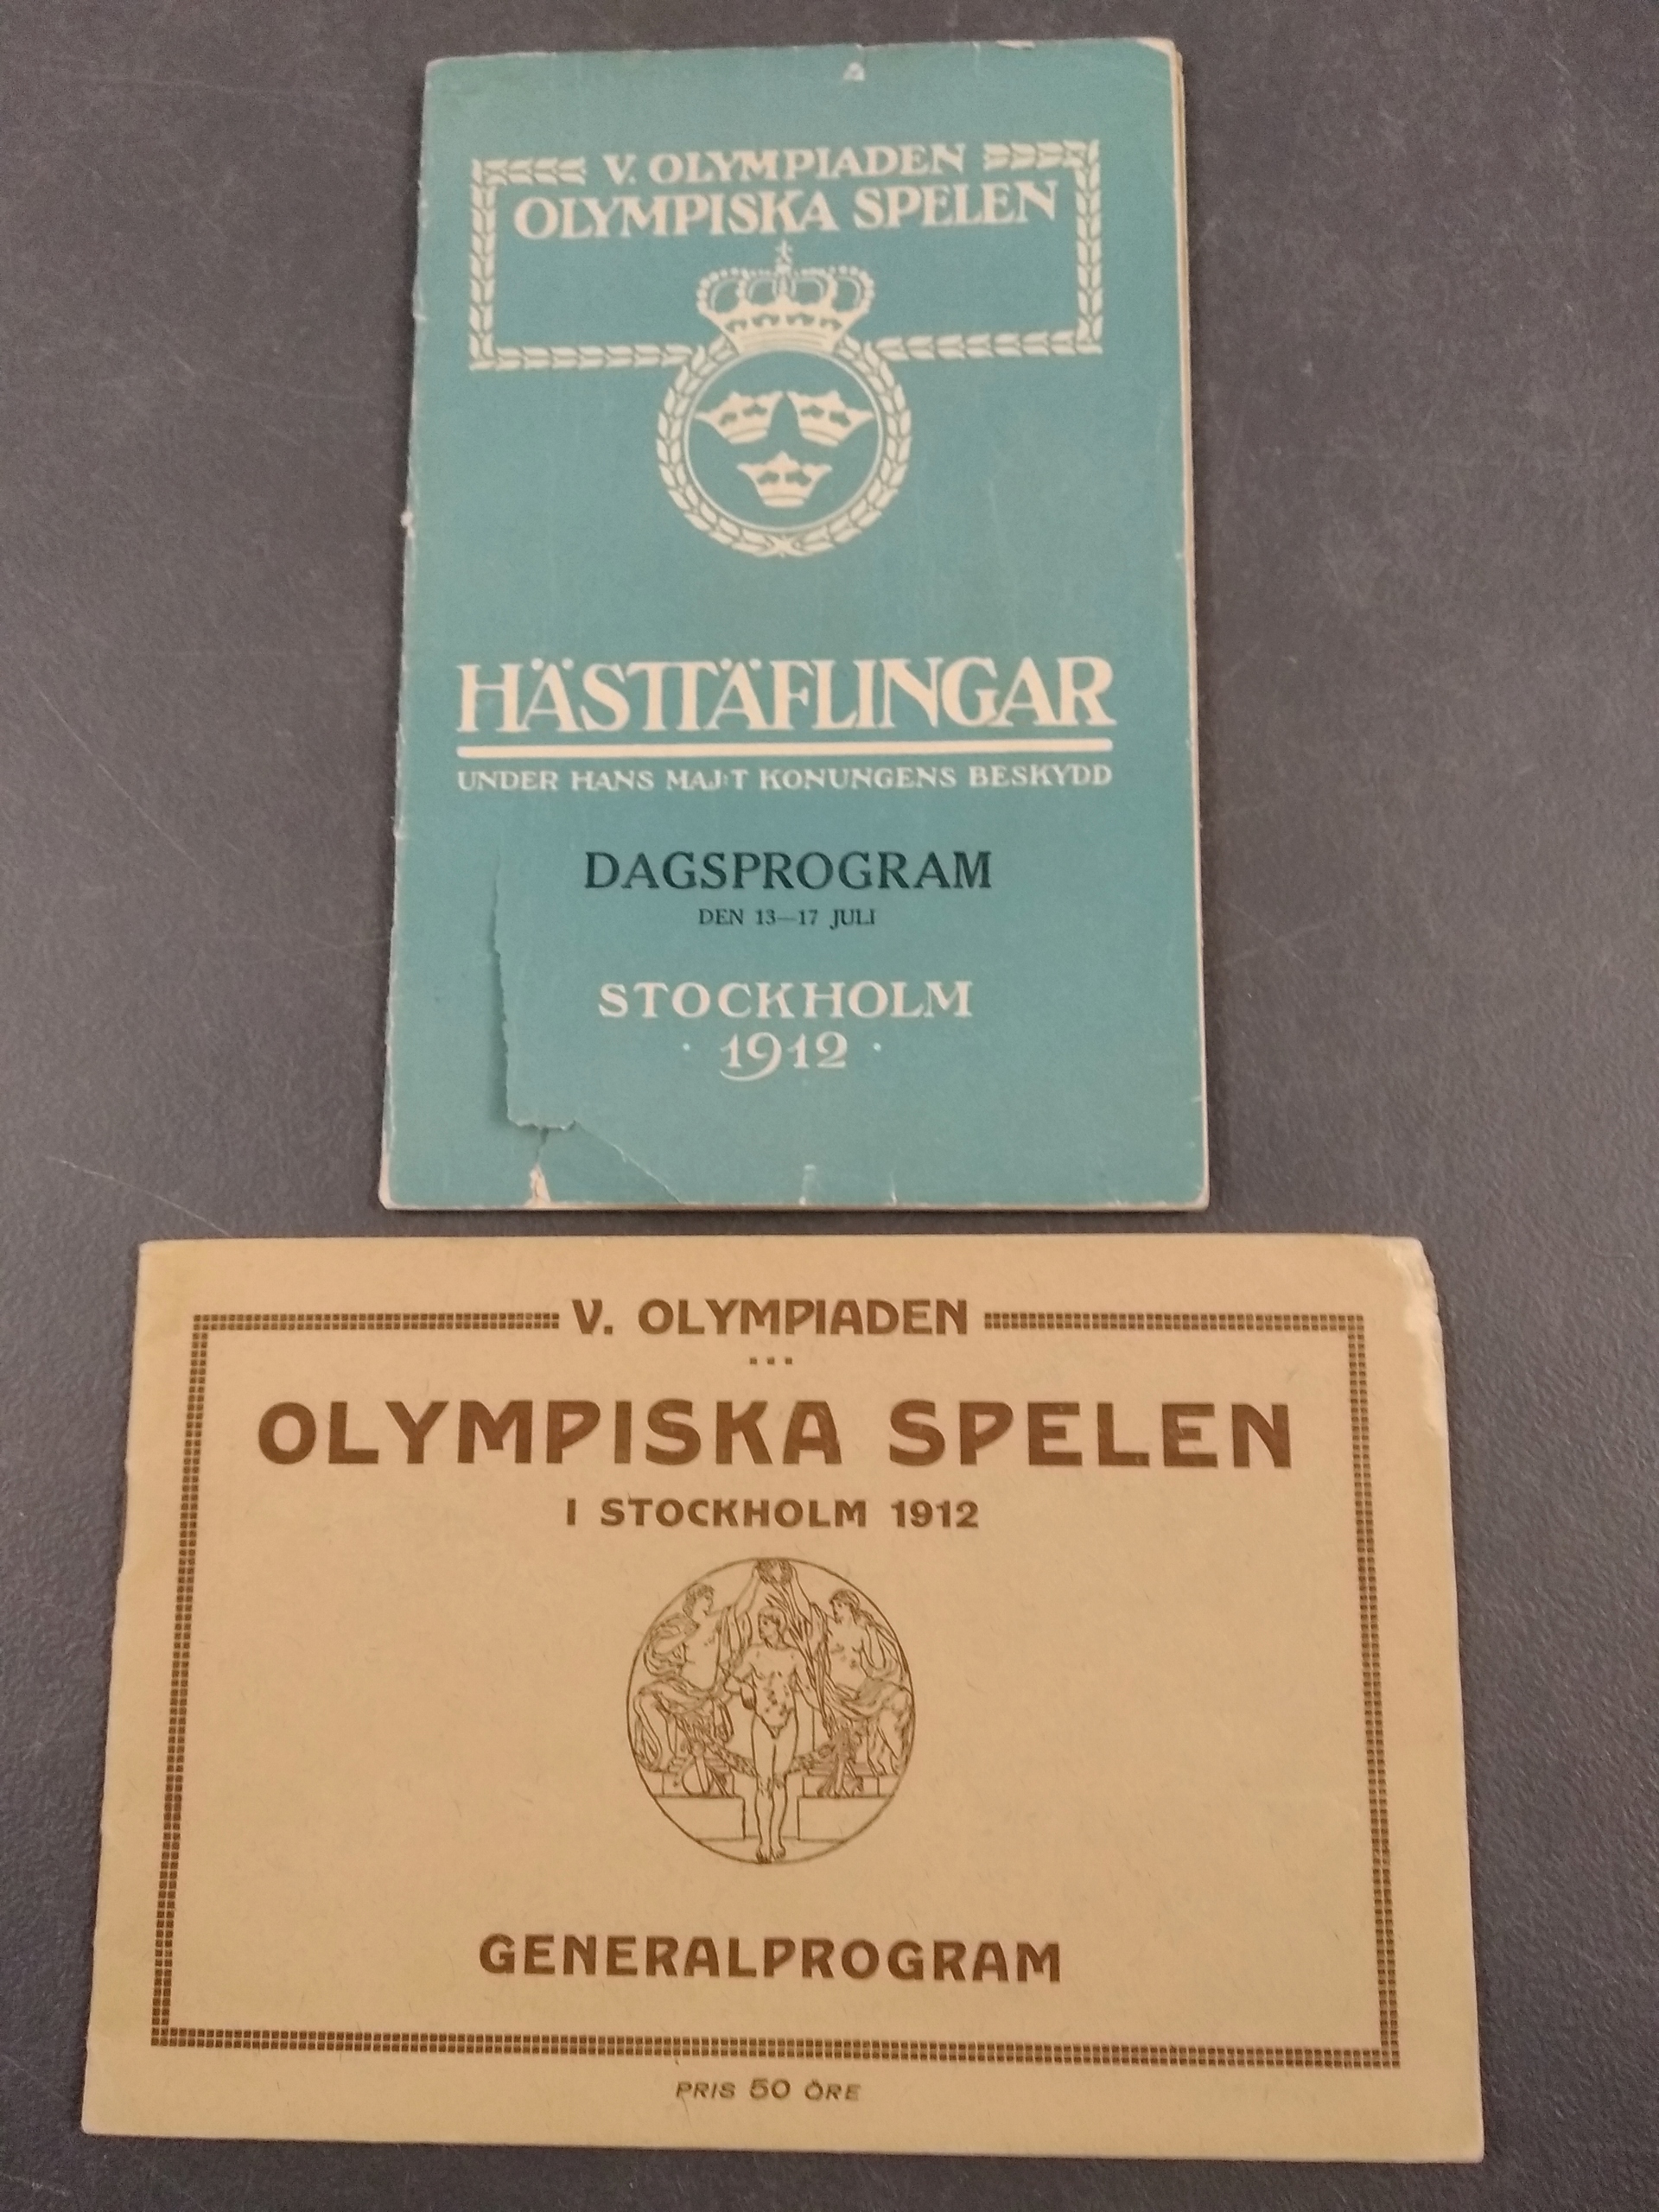 V. OLYMPIADEN
OLYMPISKA SPELEN
HÄSTTÄFLINGAR
UNDER HANS MAJ:T KONUNGENS BESKYDD
DAGSPROGRAM
DEN 13—17 JULI
STOCKHOLM
· 1912 ·
V. OLYMPIADEN
OLYMPISKA SPELEN
I STOCKHOLM 1912
GENERALPROGRAM
PRIS 50 ÖRE